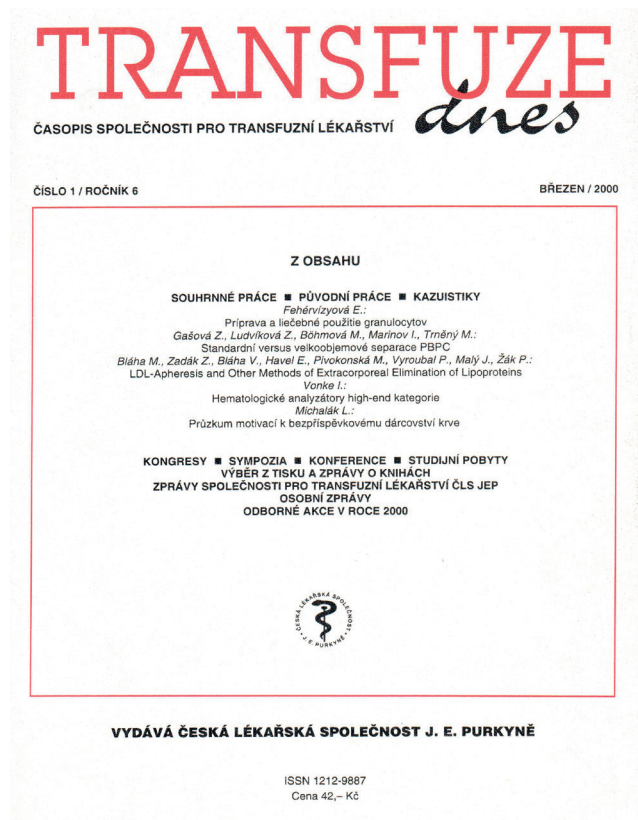 TRANSFUZE
dnes
ČASOPIS SPOLEČNOSTI PRO TRANSFUZNÍ LÉKAŘSTVÍ
ČÍSLO 1 / ROČNÍK 6
BŘEZEN / 2000
Z OBSAHU
SOUHRNNÉ PRÁCE ■ PŮVODNÍ PRÁCE ■ KAZUISTIKY
Fehérvízyová E.:
Príprava a liečebné použitie granulocytov
Gašová Z., Ludvíková Z., Böhmová M., Marinov I., Trněný M.:
Standardní versus velkoobjemové separace PBPC
Bláha M., Zadák Z., Bláha V., Havel E., Pivokonská M., Vyroubal P., Malý J., Žák P.:
LDL-Apheresis and Other Methods of Extracorporeal Elimination of Lipoproteins
Vonke I.:
Hematologické analyzátory high-end kategorie
Michalák L.:
Průzkum motivací k bezpříspěvkovému dárcovství krve
KONGRESY ■ SYMPOZIA ■ KONFERENCE ■ STUDIJNÍ POBYTY
VÝBĚR Z TISKU A ZPRÁVY O KNIHÁCH
ZPRÁVY SPOLEČNOSTI PRO TRANSFUZNÍ LÉKAŘSTVÍ ČLS JEP
OSOBNÍ ZPRÁVY
ODBORNÉ AKCE V ROCE 2000
ČESKÁ LÉKAŘSKÁ SPOLEČNOST
• J. E. PURKYNĚ •
VYDÁVÁ ČESKÁ LÉKAŘSKÁ SPOLEČNOST J. E. PURKYNĚ
ISSN 1212-9887
Cena 42,– Kč